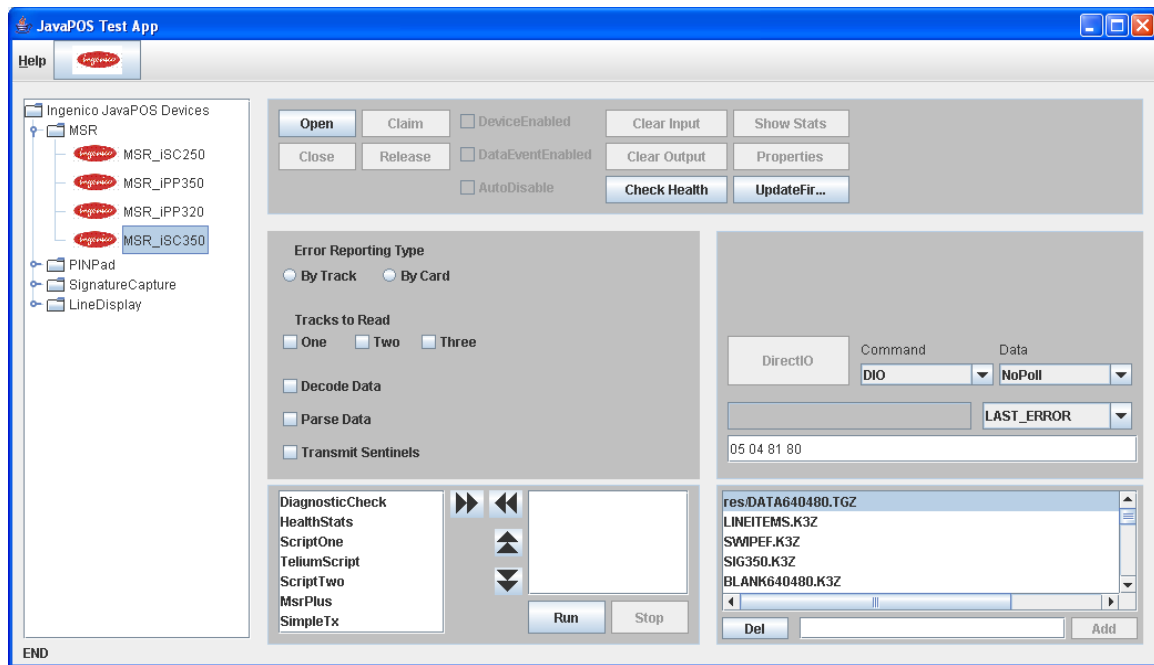 JavaPOS Test App
Help
ingenico
Ingenico JavaPOS Devices
MSR
ingenico MSR_iSC250
ingenico MSR_iPP350
ingenico MSR_iPP320
ingenico MSR_iSC350
PINPad
SignatureCapture
LineDisplay
Open Claim DeviceEnabled Clear Input Show Stats
Close Release DataEventEnabled Clear Output Properties
AutoDisable Check Health UpdateFir...
Error Reporting Type
By Track By Card
Tracks to Read
One Two Three
Decode Data
Parse Data
Transmit Sentinels
Command Data
DirectIO DIO NoPoll
LAST_ERROR
05 04 81 80
DiagnosticCheck
HealthStats
ScriptOne
TeliumScript
ScriptTwo
MsrPlus
SimpleTx
Run Stop
res/DATA640480.TGZ
LINEITEMS.K3Z
SWIPEF.K3Z
SIG350.K3Z
BLANK640480.K3Z
Del Add
END